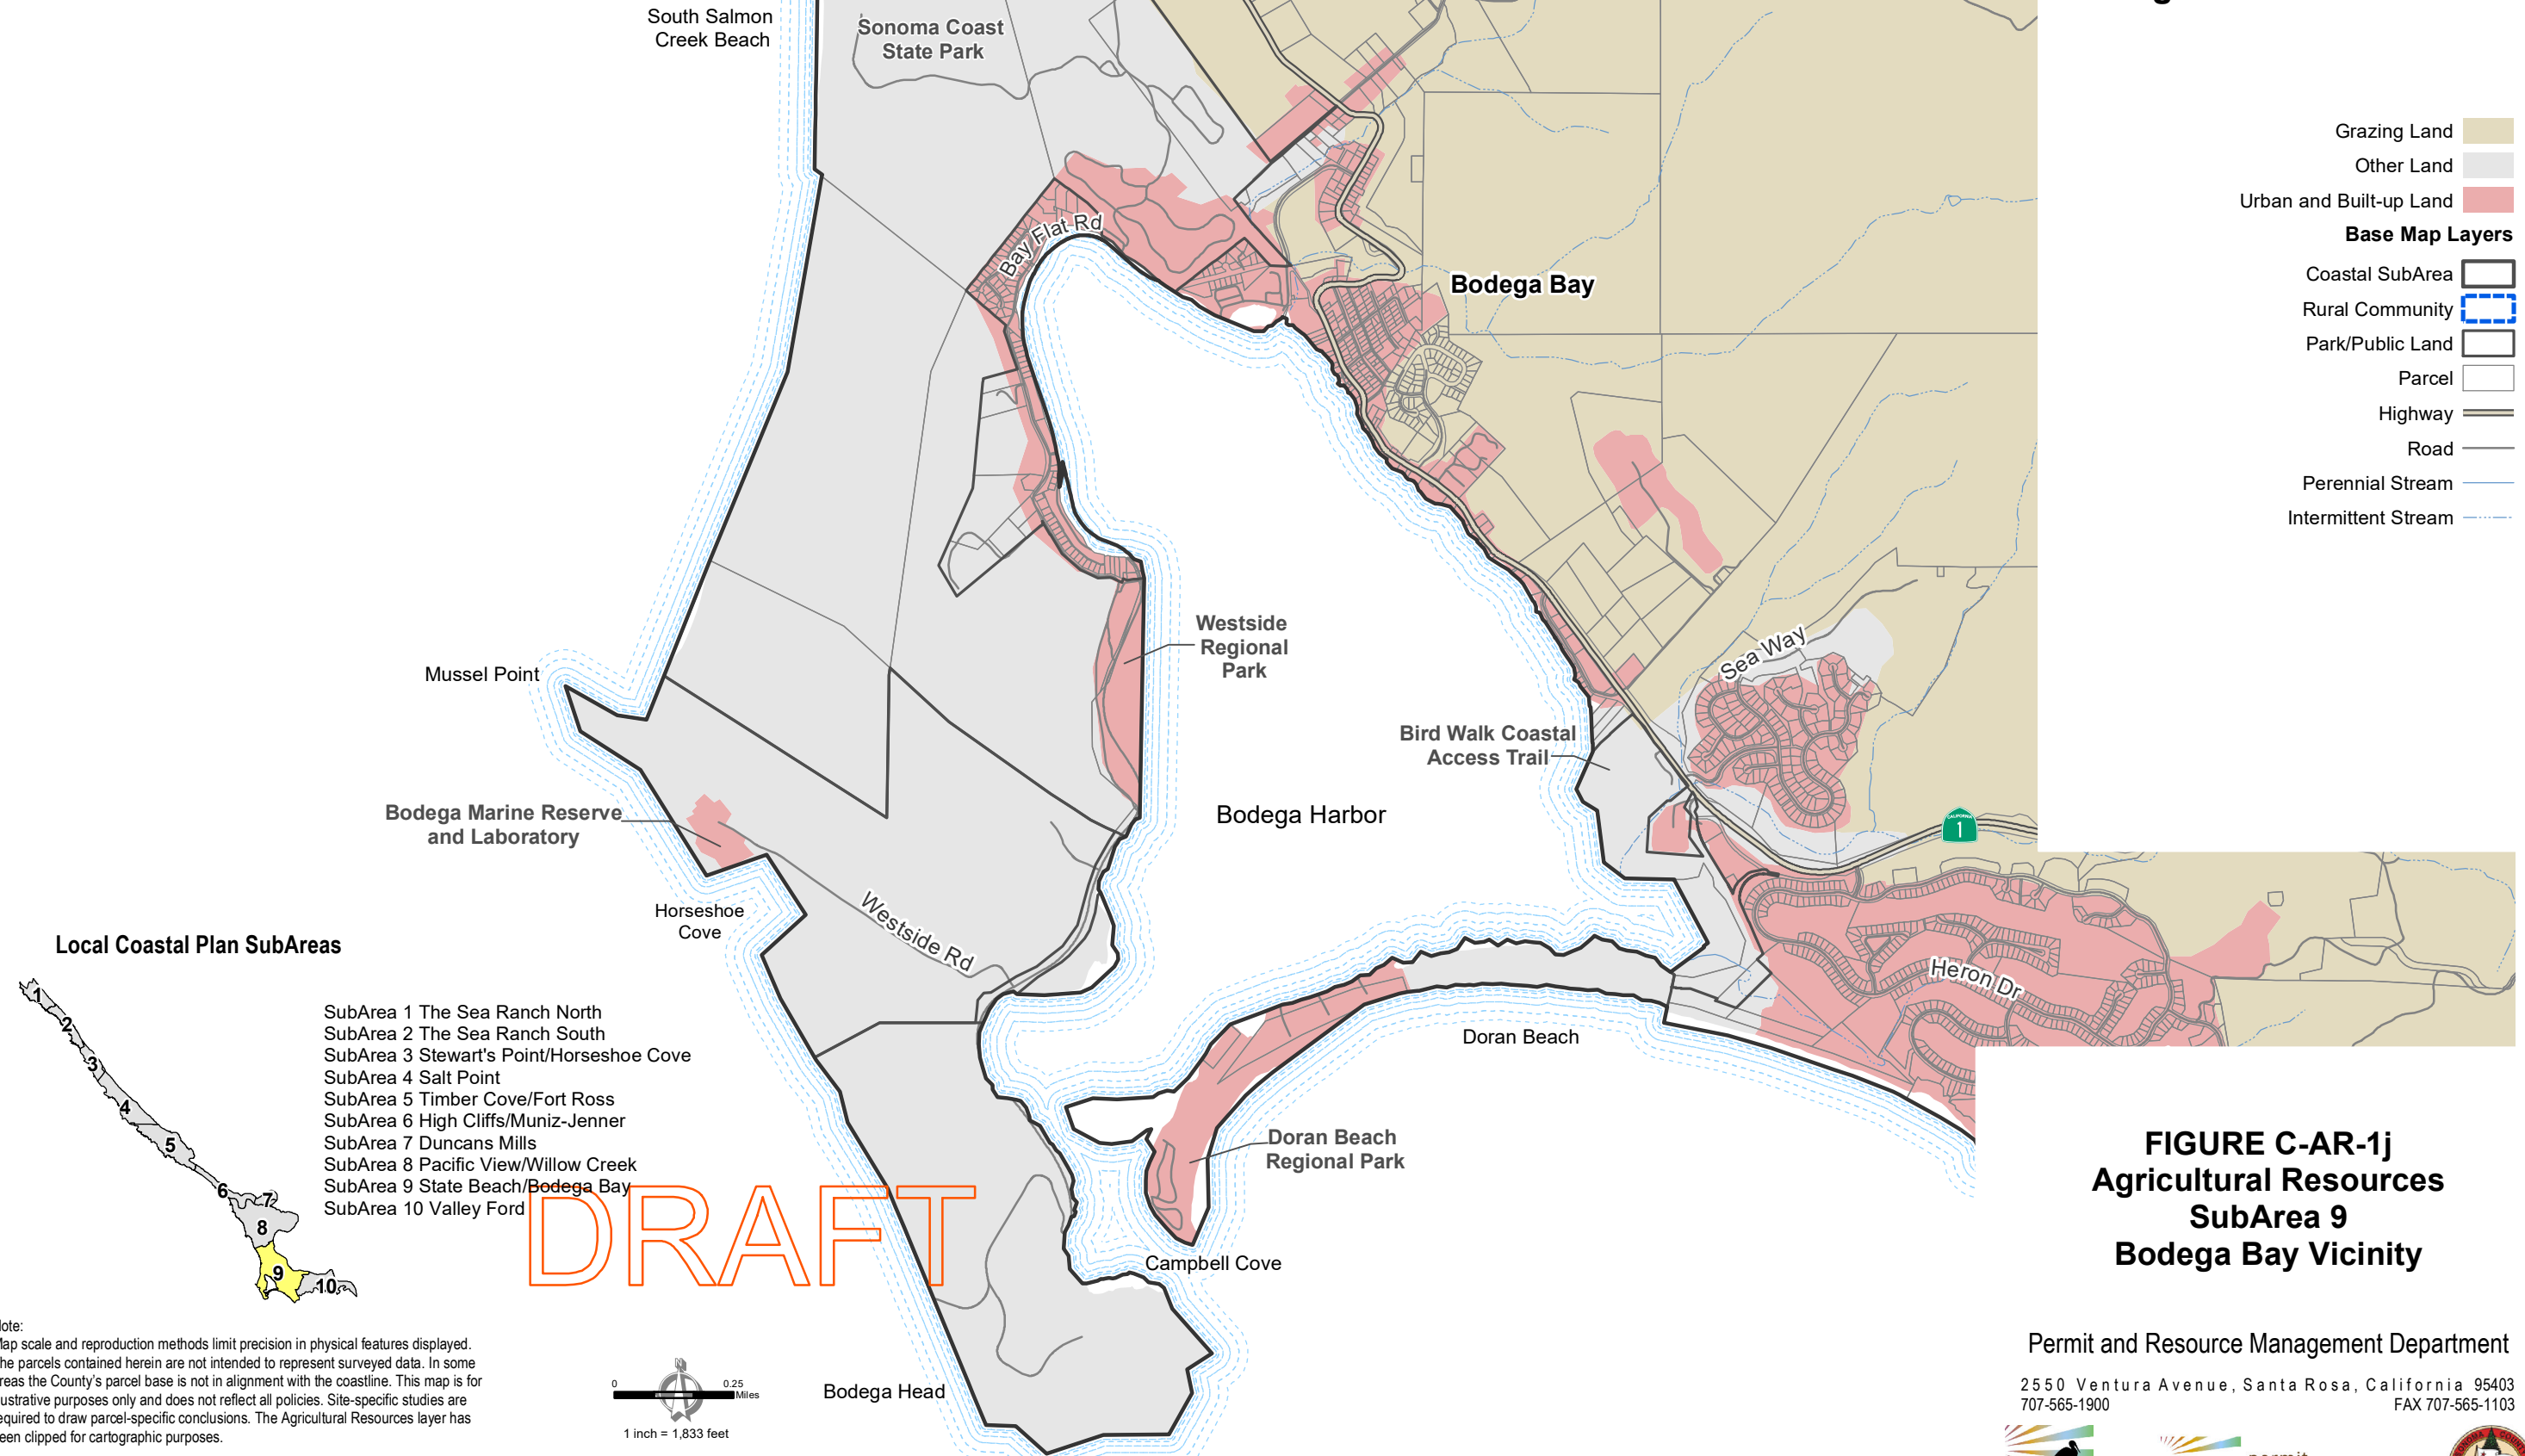 South Salmon
Creek Beach
Sonoma Coast
State Park
Grazing Land
Other Land
Urban and Built-up Land
Base Map Layers
Coastal SubArea
Rural Community
Park/Public Land
Parcel
Highway
Road
Perennial Stream
Intermittent Stream
Bay Flat Rd
Bodega Bay
Westside
Regional
Park
Sea Way
Mussel Point
Bird Walk Coastal
Access Trail
Bodega Marine Reserve
and Laboratory
Bodega Harbor
CALIFORNIA
1
Horseshoe
Cove
Westside Rd
Heron Dr
Doran Beach
Doran Beach
Regional Park
Campbell Cove
Bodega Head
Local Coastal Plan SubAreas
1
2
3
4
5
6
7
8
9
10
SubArea 1 The Sea Ranch North
SubArea 2 The Sea Ranch South
SubArea 3 Stewart's Point/Horseshoe Cove
SubArea 4 Salt Point
SubArea 5 Timber Cove/Fort Ross
SubArea 6 High Cliffs/Muniz-Jenner
SubArea 7 Duncans Mills
SubArea 8 Pacific View/Willow Creek
SubArea 9 State Beach/Bodega Bay
SubArea 10 Valley Ford
DRAFT
scale and reproduction methods limit precision in physical features displayed.
parcels contained herein are not intended to represent surveyed data. In some
the County's parcel base is not in alignment with the coastline. This map is for
purposes only and does not reflect all policies. Site-specific studies are
to draw parcel-specific conclusions. The Agricultural Resources layer has
clipped for cartographic purposes.
0 0.25
Miles
N
1 inch = 1,833 feet
FIGURE C-AR-1j
Agricultural Resources
SubArea 9
Bodega Bay Vicinity
Permit and Resource Management Department
2550 Ventura Avenue, Santa Rosa, California 95403
707-565-1900 FAX 707-565-1103